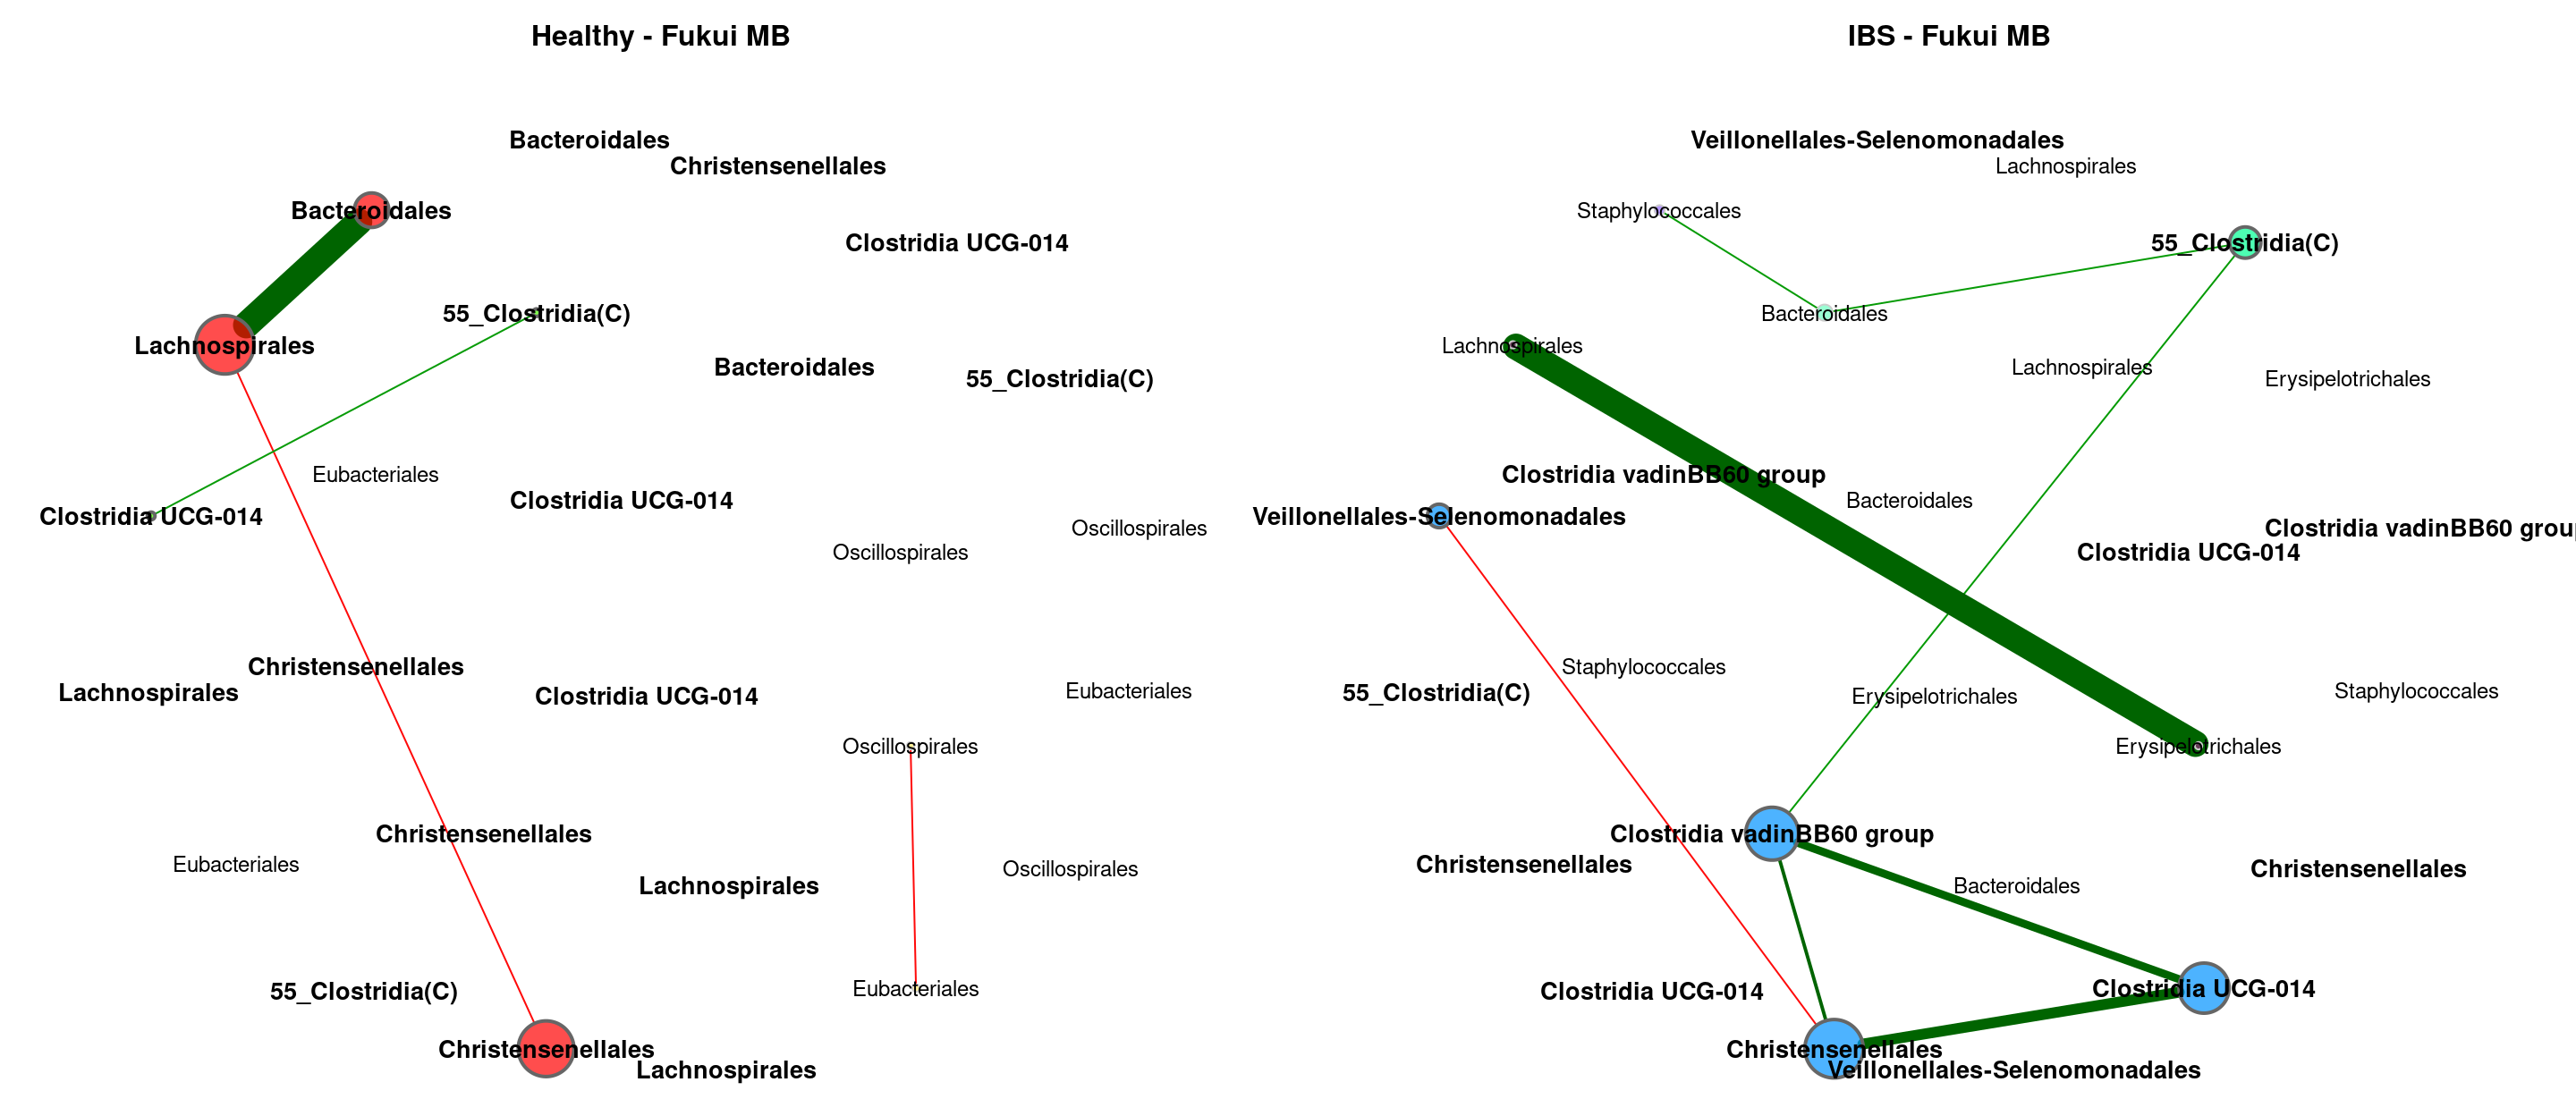 Healthy - Fukui MB
Bacteroidales
Christensenellales
Bacteroidales
Clostridia UCG-014
55_Clostridia(C)
Lachnospirales
Bacteroidales
55_Clostridia(C)
Eubacteriales
Clostridia UCG-014
Clostridia UCG-014
Oscillospirales
Oscillospirales
Christensenellales
Lachnospirales
Clostridia UCG-014
Eubacteriales
Oscillospirales
Christensenellales
Eubacteriales
Oscillospirales
Lachnospirales
55_Clostridia(C)
Eubacteriales
Christensenellales
Lachnospirales
IBS - Fukui MB
Veillonellales-Selenomonadales
Lachnospirales
Staphylococcales
55_Clostridia(C)
Bacteroidales
Lachnospirales
Lachnospirales
Erysipelotrichales
Clostridia vadinBB60 group
Bacteroidales
Veillonellales-Selenomonadales
Clostridia vadinBB60 grou
Clostridia UCG-014
Staphylococcales
55_Clostridia(C)
Erysipelotrichales
Staphylococcales
Erysipelotrichales
Clostridia vadinBB60 group
Christensenellales
Christensenellales
Bacteroidales
Clostridia UCG-014
Clostridia UCG-014
Christensenellales
Veillonellales-Selenomonadales